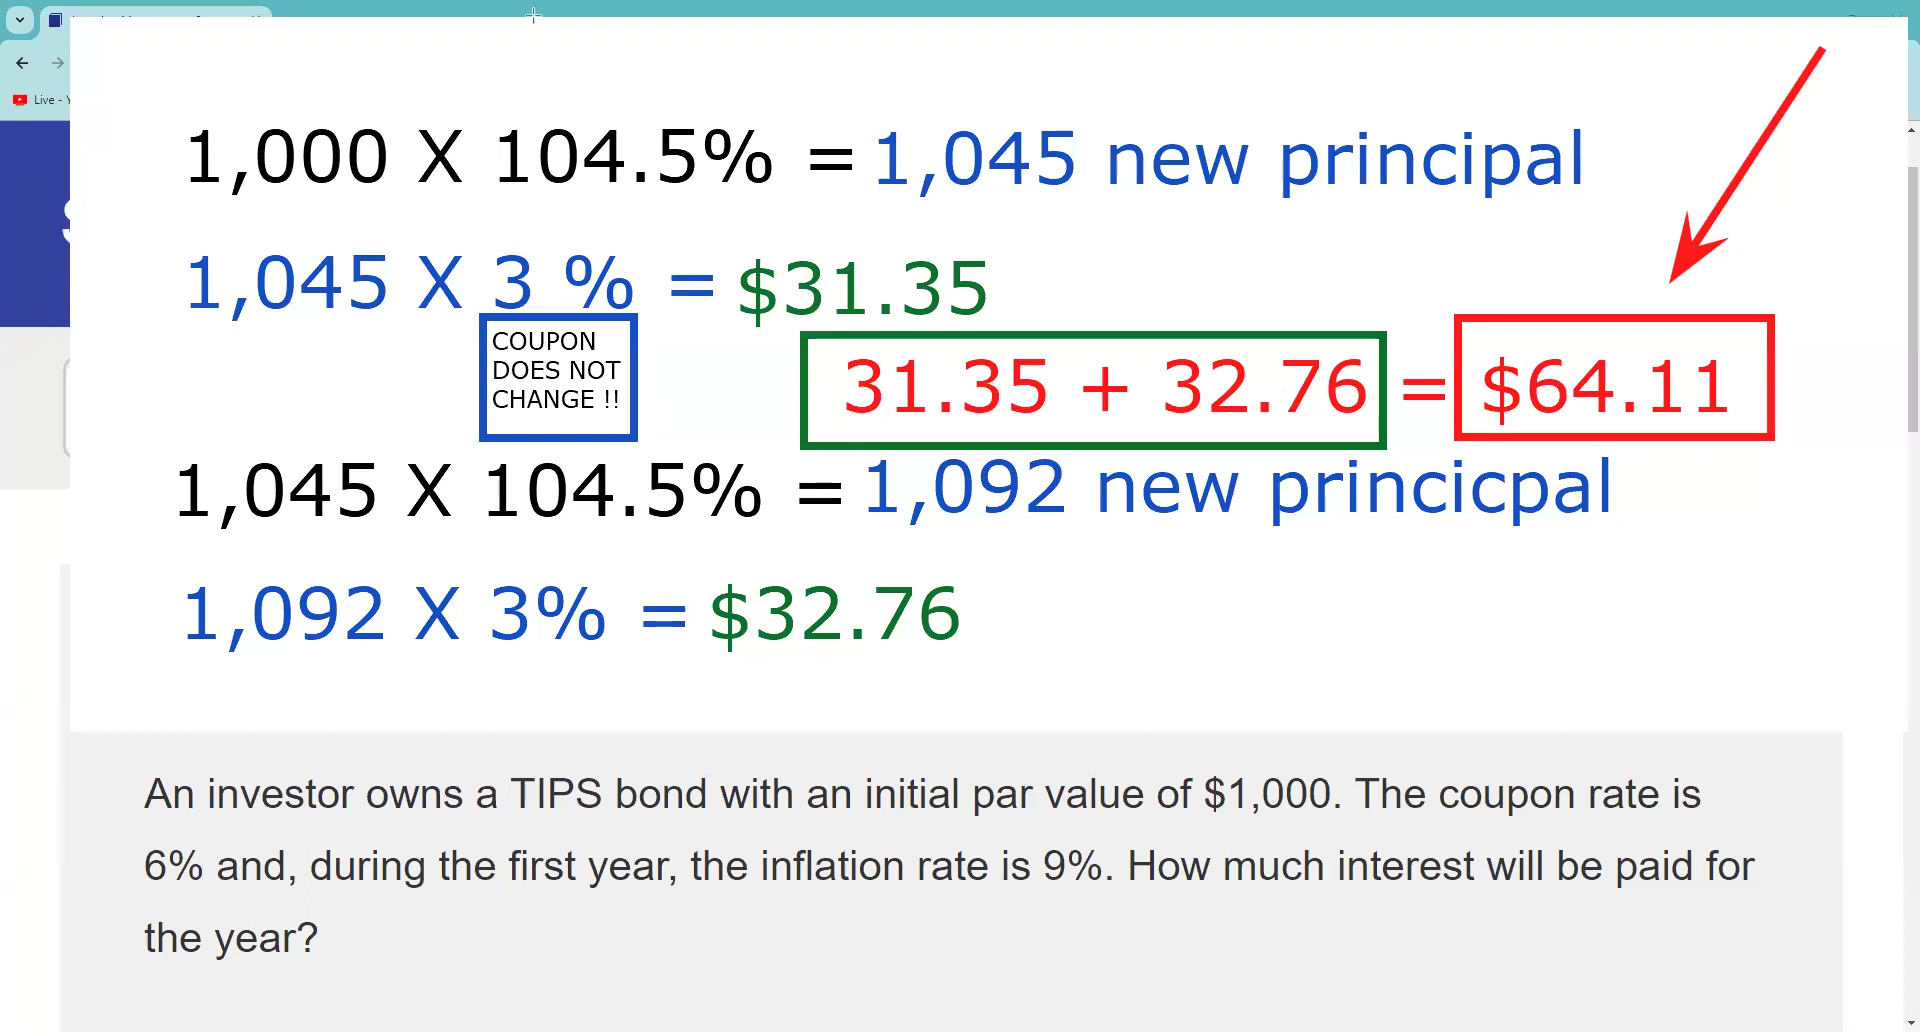 Live -
1,000 X 104.5% = 1,045 new principal
1,045 X 3 % = $31.35
COUPON
DOES NOT
CHANGE !!
31.35 + 32.76 = $64.11
1,045 X 104.5% = 1,092 new princicpal
1,092 X 3% = $32.76
An investor owns a TIPS bond with an initial par value of $1,000. The coupon rate is
6% and, during the first year, the inflation rate is 9%. How much interest will be paid for
the year?